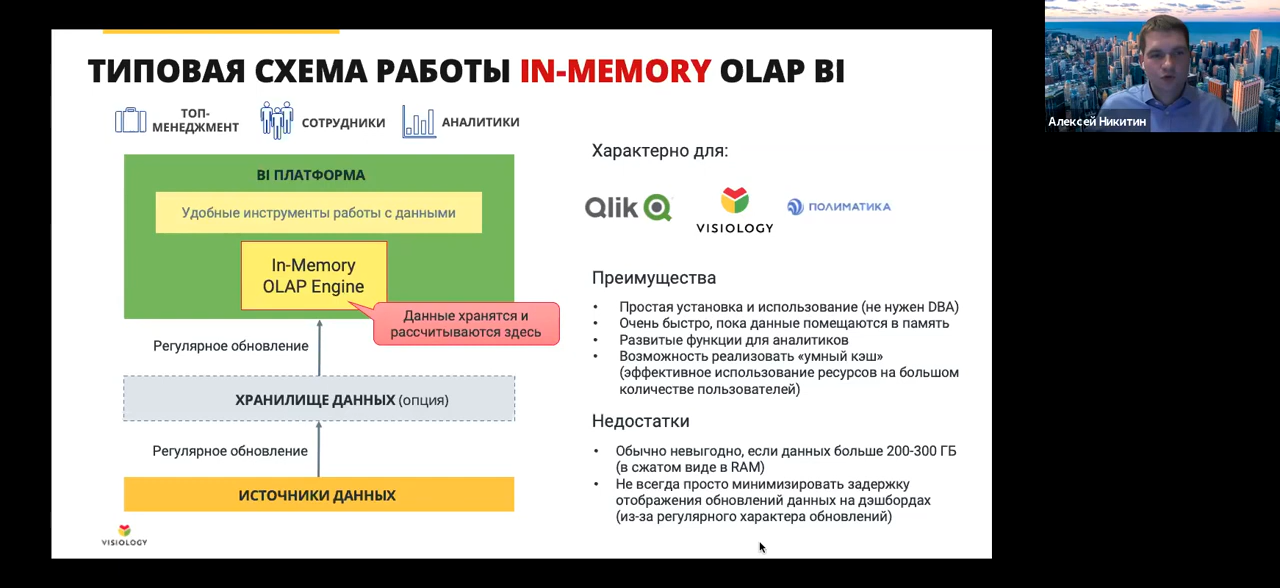 ТИПОВАЯ СХЕМА РАБОТЫ IN-MEMORY OLAP BI
ТОП-
МЕНЕДЖМЕНТ
СОТРУДНИКИ
АНАЛИТИКИ
BI ПЛАТФОРМА
Удобные инструменты работы с данными
In-Memory
OLAP Engine
Данные хранятся и
рассчитываются здесь
Регулярное обновление
ХРАНИЛИЩЕ ДАННЫХ (опция)
Регулярное обновление
ИСТОЧНИКИ ДАННЫХ
VISIOLOGY
Характерно для:
Qlik
VISIOLOGY
ПОЛИМАТИКА
Преимущества
• Простая установка и использование (не нужен DBA)
• Очень быстро, пока данные помещаются в память
• Развитые функции для аналитиков
• Возможность реализовать «умный кэш»
(эффективное использование ресурсов на большом
количестве пользователей)
Недостатки
• Обычно невыгодно, если данных больше 200-300 ГБ
(в сжатом виде в RAM)
• Не всегда просто минимизировать задержку
отображения обновлений данных на дэшбордах
(из-за регулярного характера обновлений)
Алексей Никитин